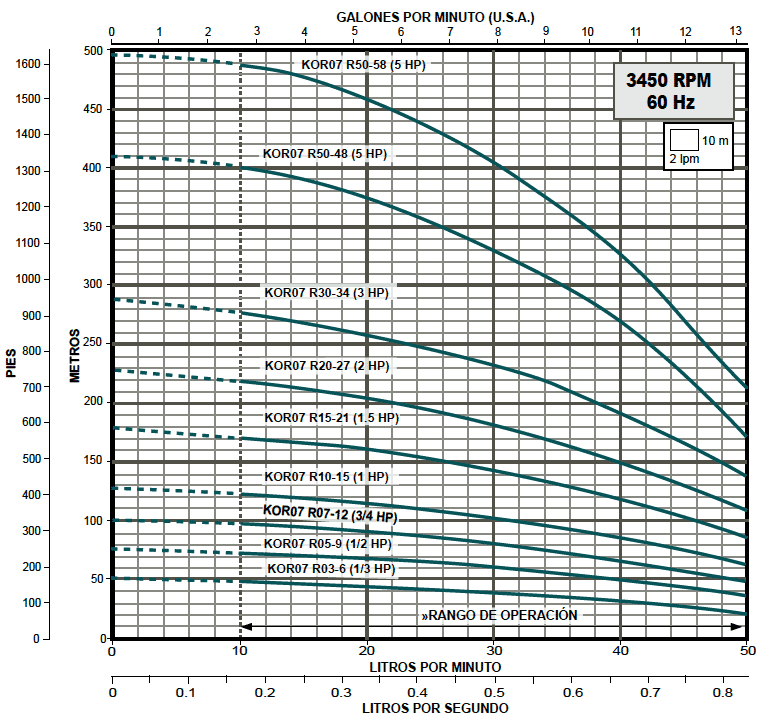 GALONES POR MINUTO (U.S.A.)
0 1 2 3 4 5 6 7 8 9 10 11 12 13
PIES
1600
1500
1400
1300
1200
1100
1000
900
800
700
600
500
400
300
200
100
0
METROS
500
450
400
350
300
250
200
150
100
50
0
3450 RPM
60 Hz
10 m
2 lpm
KOR07 R50-58 (5 HP)
KOR07 R50-48 (5 HP)
KOR07 R30-34 (3 HP)
KOR07 R20-27 (2 HP)
KOR07 R15-21 (1.5 HP)
KOR07 R10-15 (1 HP)
KOR07 R07-12 (3/4 HP)
KOR07 R05-9 (1/2 HP)
KOR07 R03-6 (1/3 HP)
»RANGO DE OPERACIÓN
0 10 20 30 40 50
LITROS POR MINUTO
0 0.1 0.2 0.3 0.4 0.5 0.6 0.7 0.8
LITROS POR SEGUNDO